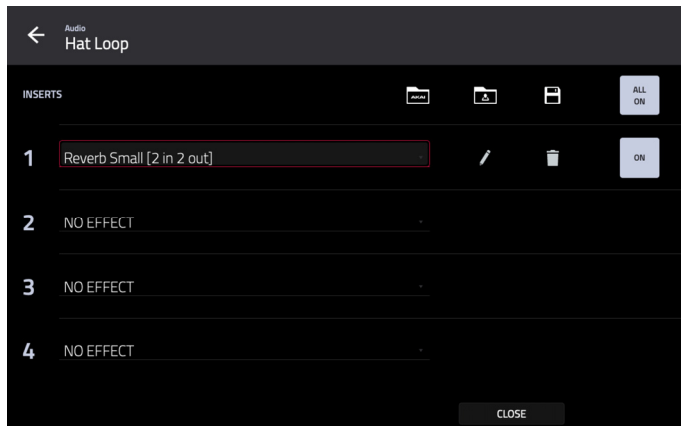 Audio
Hat Loop
INSERTS
AKAI
ALL
ON
1 Reverb Small [2 in 2 out] ON
2 NO EFFECT
3 NO EFFECT
4 NO EFFECT
CLOSE